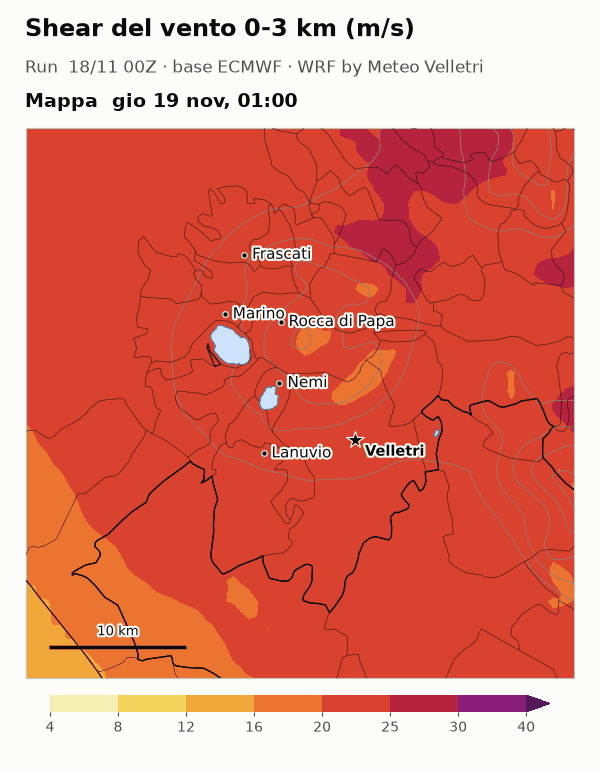 Shear del vento 0-3 km (m/s)
Run  18/11 00Z · base ECMWF · WRF by Meteo Velletri
Mappa  gio 19 nov, 01:00
Frascati
Marino
Rocca di Papa
Nemi
Velletri
Lanuvio
10 km
4 8 12 16 20 25 30 40